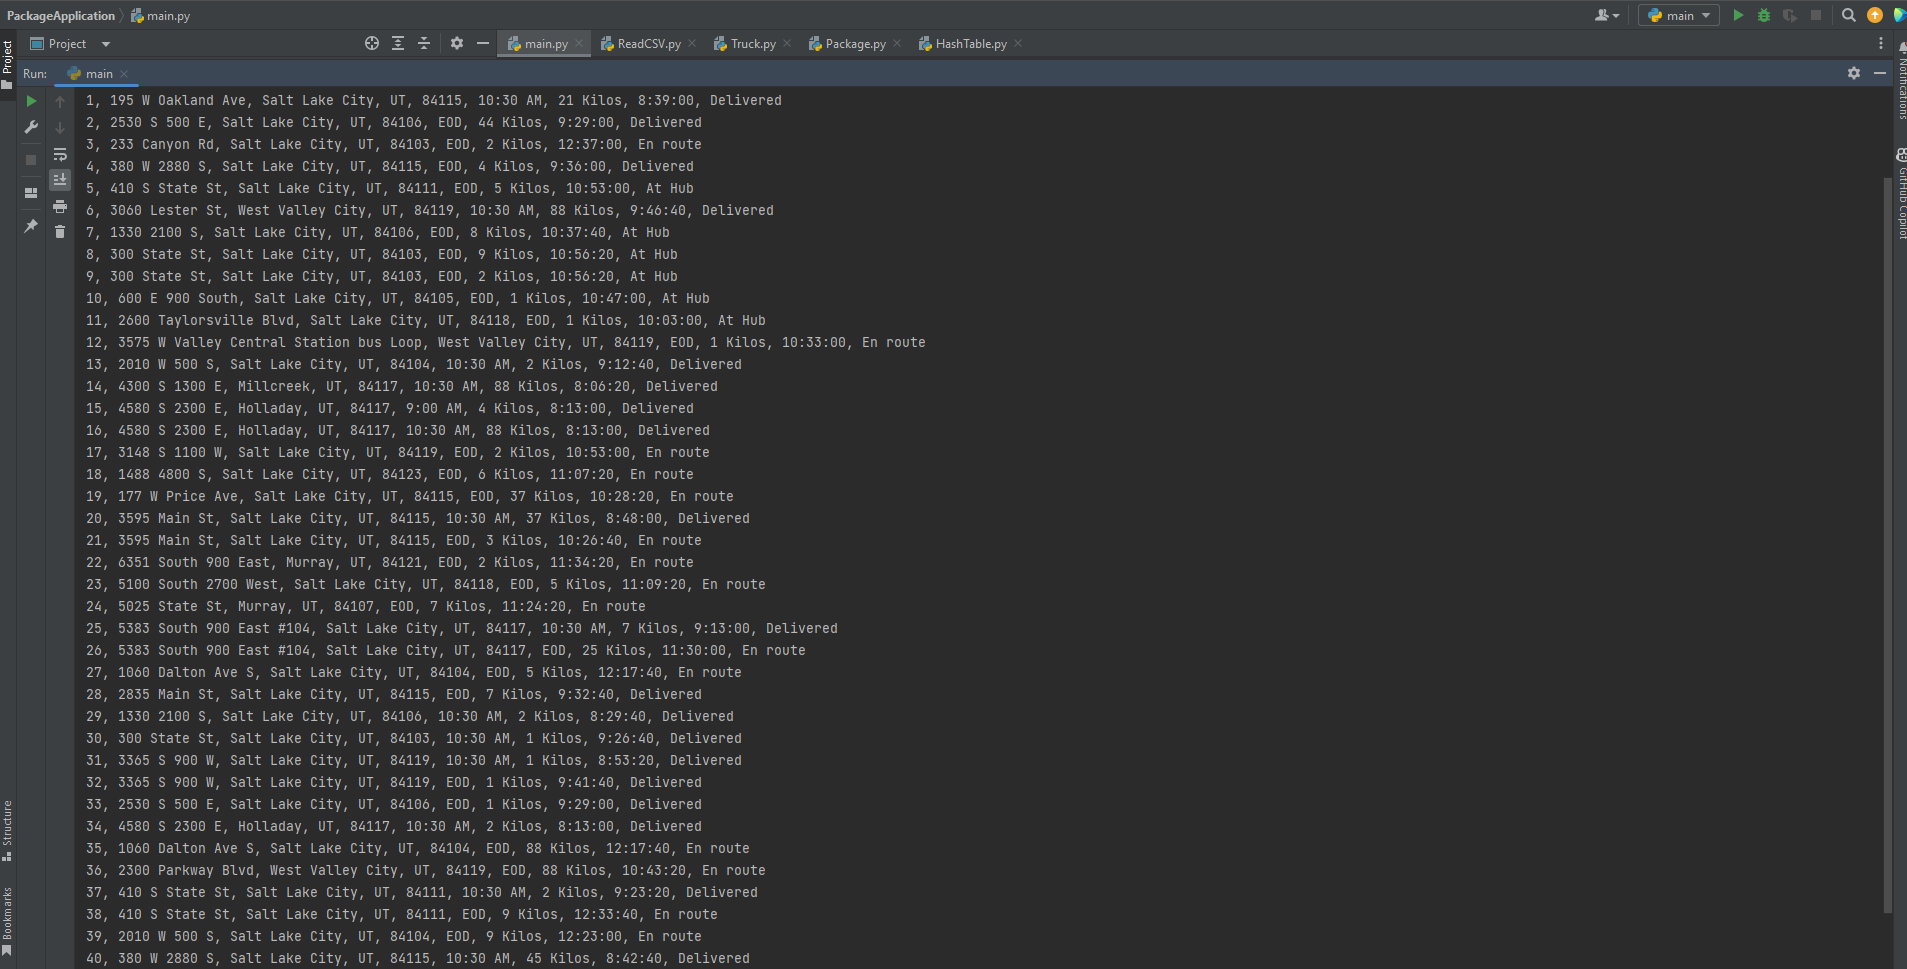 PackageApplication main.py
main
Project
main.py ReadCSV.py Truck.py Package.py HashTable.py
Run: main
1, 195 W Oakland Ave, Salt Lake City, UT, 84115, 10:30 AM, 21 Kilos, 8:39:00, Delivered
2, 2530 S 500 E, Salt Lake City, UT, 84106, EOD, 44 Kilos, 9:29:00, Delivered
3, 233 Canyon Rd, Salt Lake City, UT, 84103, EOD, 2 Kilos, 12:37:00, En route
4, 380 W 2880 S, Salt Lake City, UT, 84115, EOD, 4 Kilos, 9:36:00, Delivered
5, 410 S State St, Salt Lake City, UT, 84111, EOD, 5 Kilos, 10:53:00, At Hub
6, 3060 Lester St, West Valley City, UT, 84119, 10:30 AM, 88 Kilos, 9:46:40, Delivered
7, 1330 2100 S, Salt Lake City, UT, 84106, EOD, 8 Kilos, 10:37:40, At Hub
8, 300 State St, Salt Lake City, UT, 84103, EOD, 9 Kilos, 10:56:20, At Hub
9, 300 State St, Salt Lake City, UT, 84103, EOD, 2 Kilos, 10:56:20, At Hub
10, 600 E 900 South, Salt Lake City, UT, 84105, EOD, 1 Kilos, 10:47:00, At Hub
11, 2600 Taylorsville Blvd, Salt Lake City, UT, 84118, EOD, 1 Kilos, 10:03:00, At Hub
12, 3575 W Valley Central Station bus Loop, West Valley City, UT, 84119, EOD, 1 Kilos, 10:33:00, En route
13, 2010 W 500 S, Salt Lake City, UT, 84104, 10:30 AM, 2 Kilos, 9:12:40, Delivered
14, 4300 S 1300 E, Millcreek, UT, 84117, 10:30 AM, 88 Kilos, 8:06:20, Delivered
15, 4580 S 2300 E, Holladay, UT, 84117, 9:00 AM, 4 Kilos, 8:13:00, Delivered
16, 4580 S 2300 E, Holladay, UT, 84117, 10:30 AM, 88 Kilos, 8:13:00, Delivered
17, 3148 S 1100 W, Salt Lake City, UT, 84119, EOD, 2 Kilos, 10:53:00, En route
18, 1488 4800 S, Salt Lake City, UT, 84123, EOD, 6 Kilos, 11:07:20, En route
19, 177 W Price Ave, Salt Lake City, UT, 84115, EOD, 37 Kilos, 10:28:20, En route
20, 3595 Main St, Salt Lake City, UT, 84115, 10:30 AM, 37 Kilos, 8:48:00, Delivered
21, 3595 Main St, Salt Lake City, UT, 84115, EOD, 3 Kilos, 10:26:40, En route
22, 6351 South 900 East, Murray, UT, 84121, EOD, 2 Kilos, 11:34:20, En route
23, 5100 South 2700 West, Salt Lake City, UT, 84118, EOD, 5 Kilos, 11:09:20, En route
24, 5025 State St, Murray, UT, 84107, EOD, 7 Kilos, 11:24:20, En route
25, 5383 South 900 East #104, Salt Lake City, UT, 84117, 10:30 AM, 7 Kilos, 9:13:00, Delivered
26, 5383 South 900 East #104, Salt Lake City, UT, 84117, EOD, 25 Kilos, 11:30:00, En route
27, 1060 Dalton Ave S, Salt Lake City, UT, 84104, EOD, 5 Kilos, 12:17:40, En route
28, 2835 Main St, Salt Lake City, UT, 84115, EOD, 7 Kilos, 9:32:40, Delivered
29, 1330 2100 S, Salt Lake City, UT, 84106, 10:30 AM, 2 Kilos, 8:29:40, Delivered
30, 300 State St, Salt Lake City, UT, 84103, 10:30 AM, 1 Kilos, 9:26:40, Delivered
31, 3365 S 900 W, Salt Lake City, UT, 84119, 10:30 AM, 1 Kilos, 8:53:20, Delivered
32, 3365 S 900 W, Salt Lake City, UT, 84119, EOD, 1 Kilos, 9:41:40, Delivered
33, 2530 S 500 E, Salt Lake City, UT, 84106, EOD, 1 Kilos, 9:29:00, Delivered
34, 4580 S 2300 E, Holladay, UT, 84117, 10:30 AM, 2 Kilos, 8:13:00, Delivered
35, 1060 Dalton Ave S, Salt Lake City, UT, 84104, EOD, 88 Kilos, 12:17:40, En route
36, 2300 Parkway Blvd, West Valley City, UT, 84119, EOD, 88 Kilos, 10:43:20, En route
37, 410 S State St, Salt Lake City, UT, 84111, 10:30 AM, 2 Kilos, 9:23:20, Delivered
38, 410 S State St, Salt Lake City, UT, 84111, EOD, 9 Kilos, 12:33:40, En route
39, 2010 W 500 S, Salt Lake City, UT, 84104, EOD, 9 Kilos, 12:23:00, En route
40, 380 W 2880 S, Salt Lake City, UT, 84115, 10:30 AM, 45 Kilos, 8:42:40, Delivered
Project
Structure
Bookmarks
Notifications
GitHub Copilot